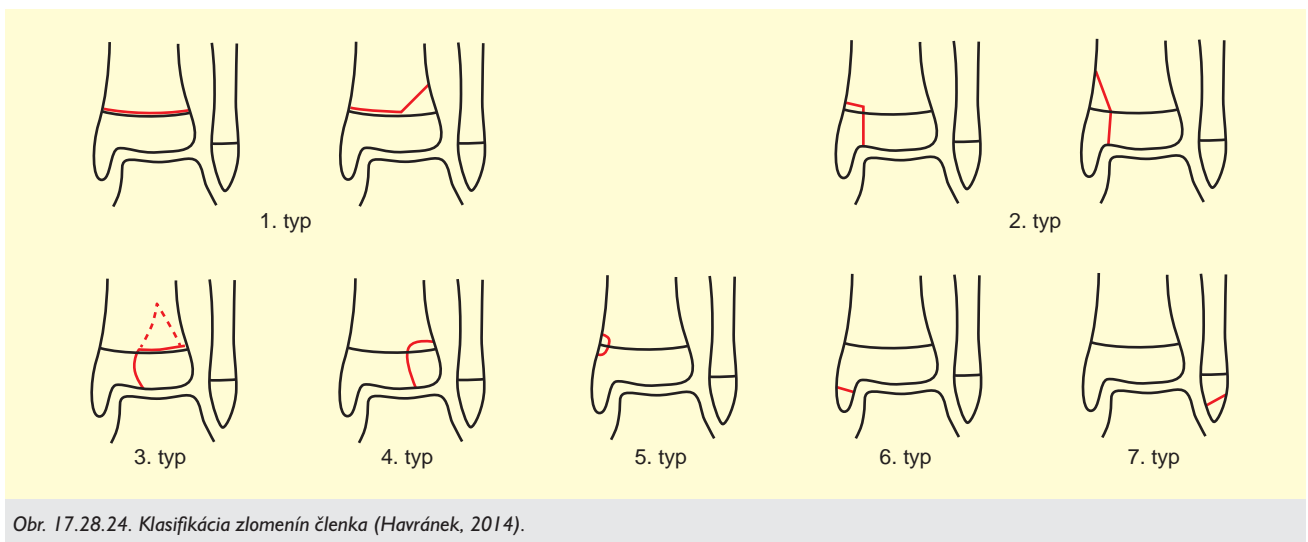 1. typ
2. typ
3. typ
4. typ
5. typ
6. typ
7. typ
Obr. 17.28.24. Klasifikácia zlomenín členka (Havránek, 2014).